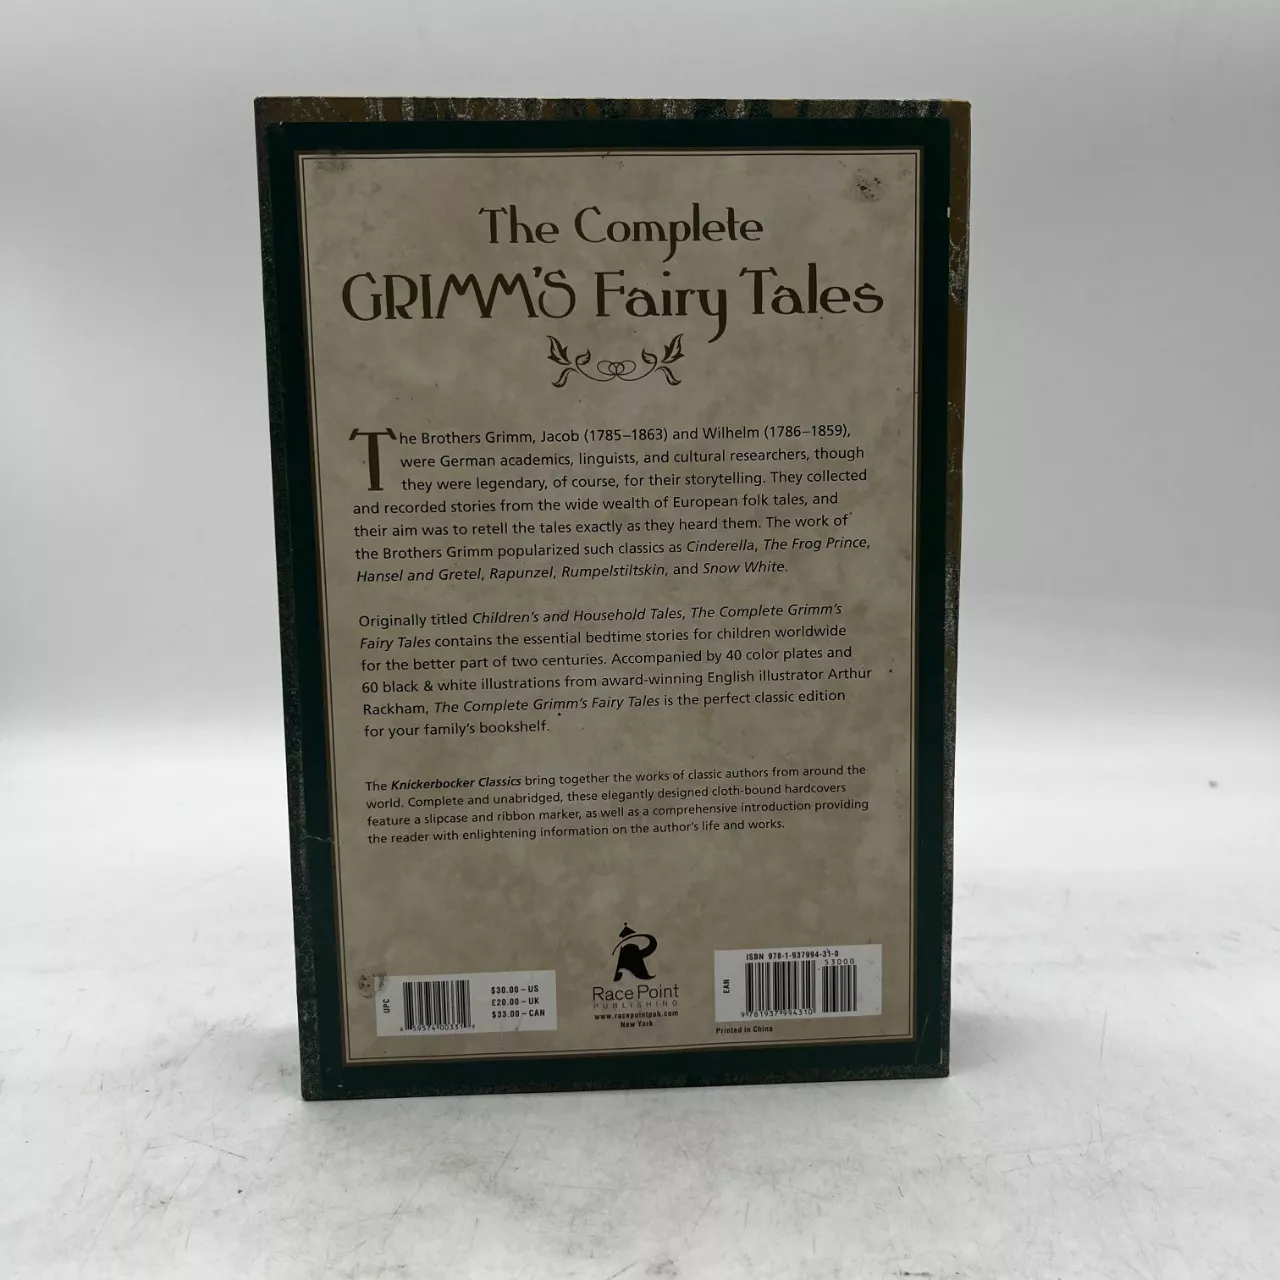 The Complete
GRIMM'S Fairy Tales
The Brothers Grimm, Jacob (1785–1863) and Wilhelm (1786–1859),
were German academics, linguists, and cultural researchers, though
they were legendary, of course, for their storytelling. They collected
and recorded stories from the wide wealth of European folk tales, and
their aim was to retell the tales exactly as they heard them. The work of
the Brothers Grimm popularized such classics as Cinderella, The Frog Prince,
Hansel and Gretel, Rapunzel, Rumpelstiltskin, and Snow White.
Originally titled Children's and Household Tales, The Complete Grimm's
Fairy Tales contains the essential bedtime stories for children worldwide
for the better part of two centuries. Accompanied by 40 color plates and
60 black & white illustrations from award-winning English illustrator Arthur
Rackham, The Complete Grimm's Fairy Tales is the perfect classic edition
for your family's bookshelf.
The Knickerbocker Classics bring together the works of classic authors from around the
world. Complete and unabridged, these elegantly designed cloth-bound hardcovers
feature a slipcase and ribbon marker, as well as a comprehensive introduction providing
the reader with enlightening information on the author's life and works.
UPC
$30.00 – US
£20.00 – UK
$33.00 – CAN
Race Point
PUBLISHING
www.racepointpub.com
New York
ISBN 978-1-937994-31-0
53000
EAN
9 781937 994310
Printed in China